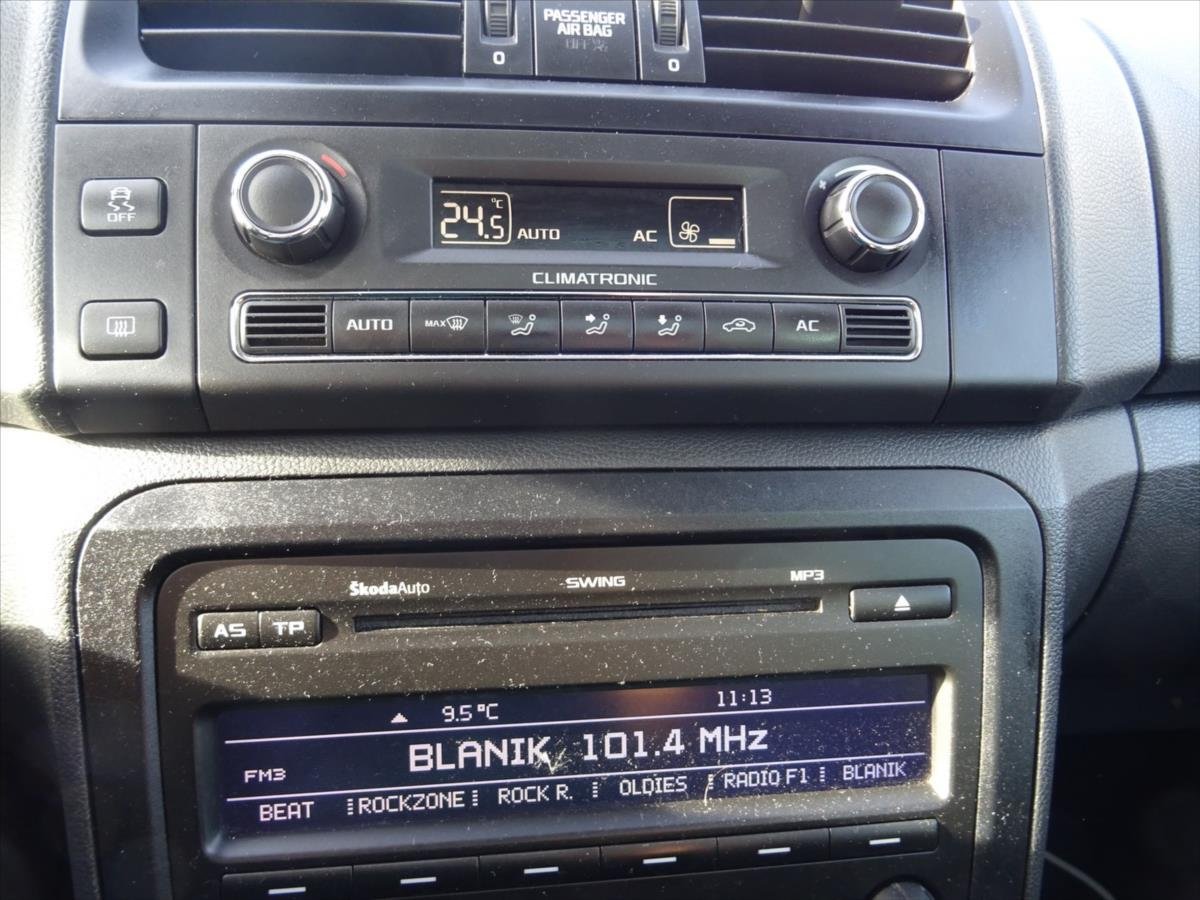 PASSENGER
AIR BAG
OFF
0
0
OFF
24.5 °C AUTO AC
CLIMATRONIC
AUTO MAX AC
ŠkodaAuto SWING MP3
AS TP
9.5 °C 11:13
BLANIK 101.4 MHz
FM3
BEAT ROCKZONE ROCK R. OLDIES RADIO F1 BLANIK